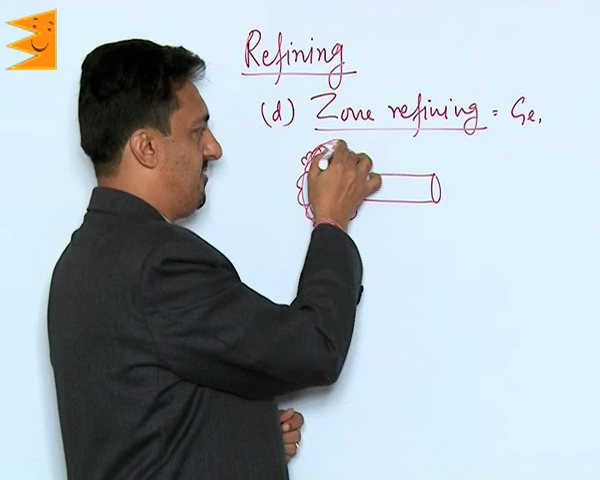 Refining
(d) Zone refining = Ge,